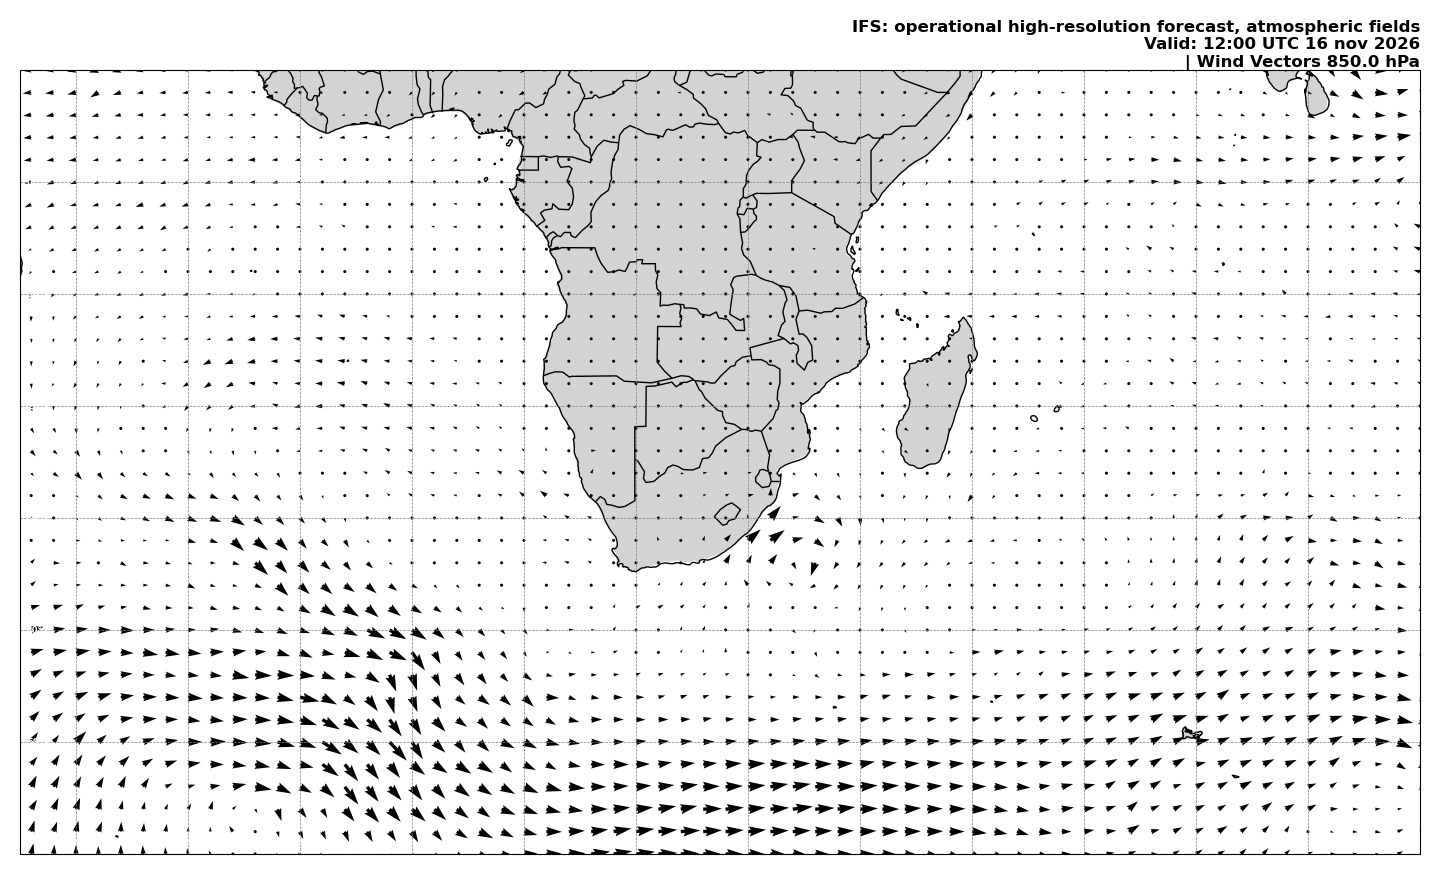 IFS: operational high-resolution forecast, atmospheric fields
Valid: 12:00 UTC 16 nov 2026
| Wind Vectors 850.0 hPa